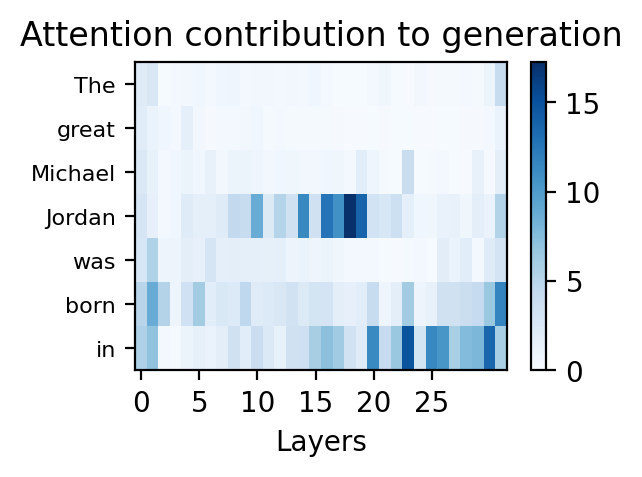 Attention contribution to generation
The
great
Michael
Jordan
was
born
in
0 5 10 15 20 25
Layers
15
10
5
0